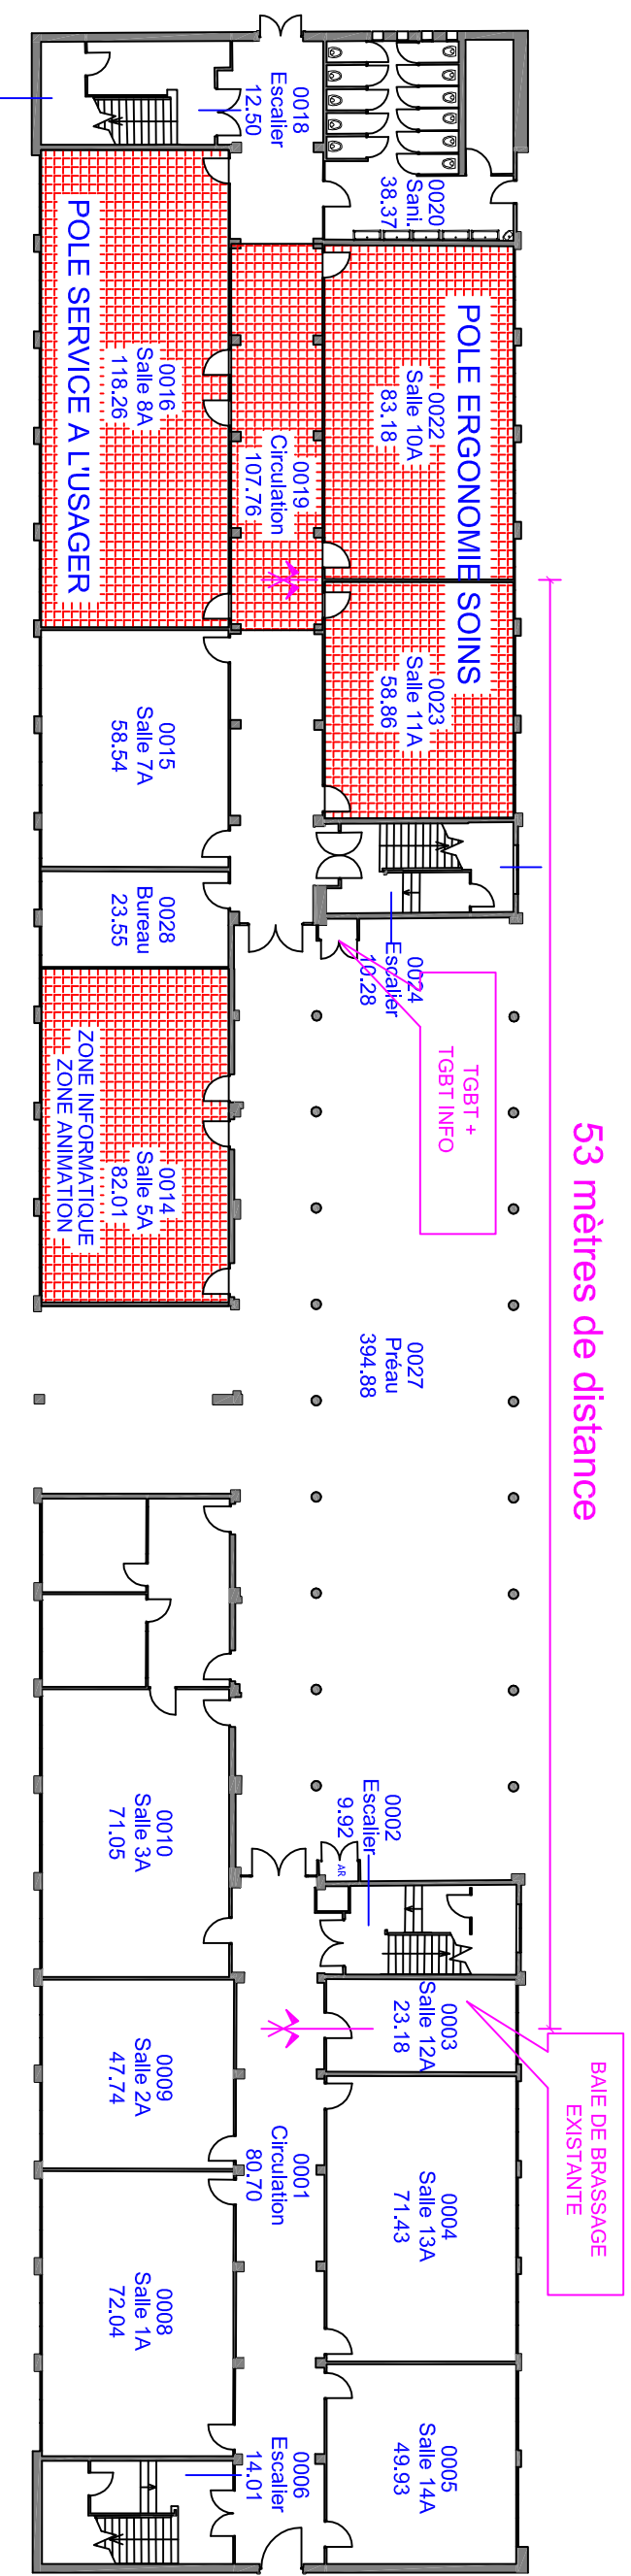 0018
Escalier
12.50
0020
Sani.
38.37
POLE ERGONOMIE SOINS
0022
Salle 10A
83.18
0023
Salle 11A
58.86
0019
Circulation
107.76
0016
Salle 8A
118.26
POLE SERVICE A L'USAGER
0015
Salle 7A
58.54
0028
Bureau
23.55
0024
Escalier
10.28
TGBT +
TGBT INFO
0014
Salle 5A
82.01
ZONE INFORMATIQUE
ZONE ANIMATION
53 mètres de distance
0027
Préau
394.88
0002
Escalier
9.92
AR
0010
Salle 3A
71.05
0003
Salle 12A
23.18
BAIE DE BRASSAGE
EXISTANTE
0009
Salle 2A
47.74
0001
Circulation
80.70
0004
Salle 13A
71.43
0008
Salle 1A
72.04
0005
Salle 14A
49.93
0006
Escalier
14.01